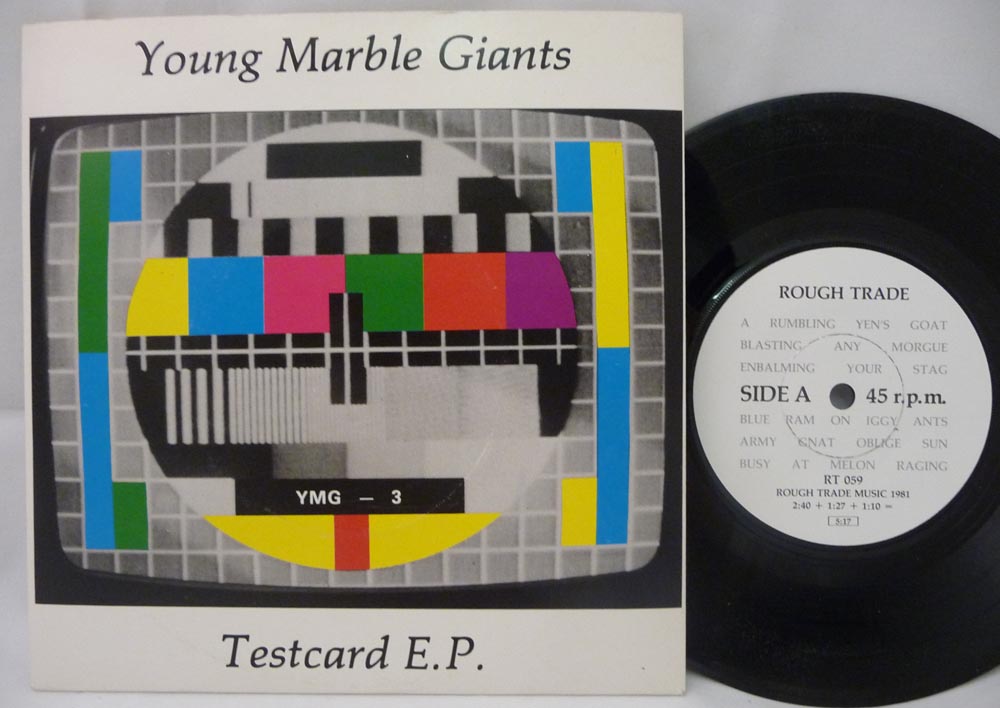 Young Marble Giants
YMG – 3
Testcard E.P.
ROUGH TRADE
A RUMBLING YEN'S GOAT
BLASTING ANY MORGUE
ENBALMING YOUR STAG
SIDE A 45 r.p.m.
BLUE RAM ON IGGY ANTS
ARMY GNAT OBLIGE SUN
BUSY AT MELON RAGING
RT 059
ROUGH TRADE MUSIC 1981
2:40 + 1:27 + 1:10 =
5:17